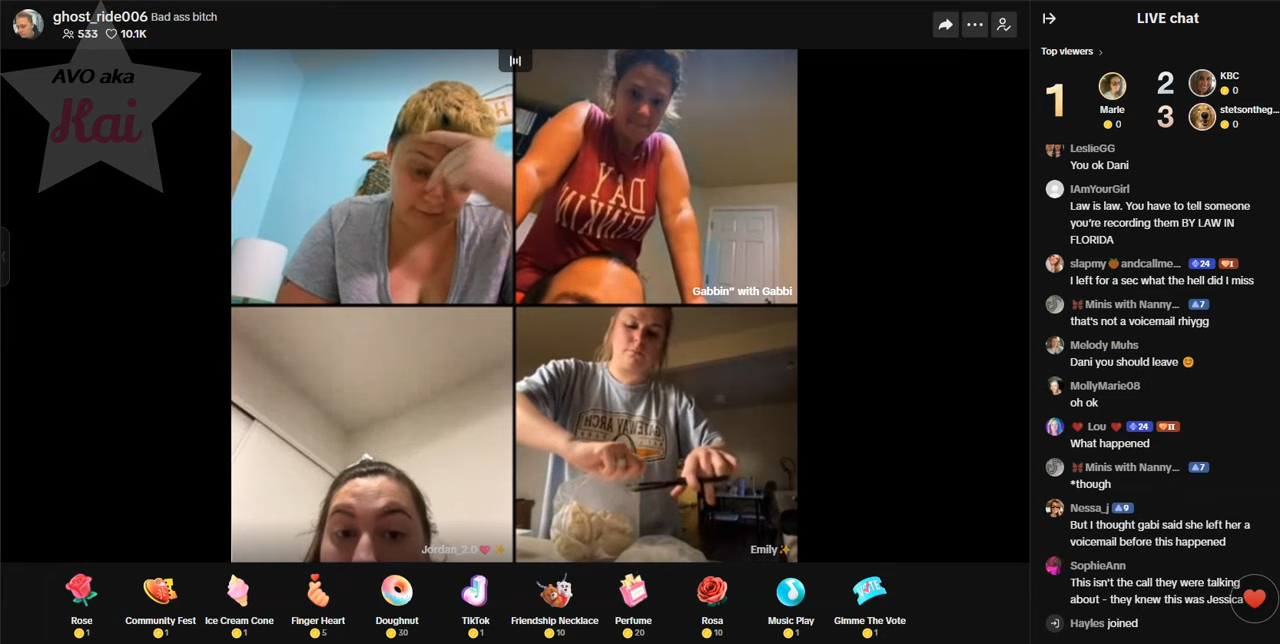 ghost_ride006 Bad ass bitch
533 10.1K
AVO aka
Kai
DAY
DRINKIN'
Gabbin" with Gabbi
Jordan_2.0
GATEWAY ARCH
Emily
Rose
1
Community Fest
1
Ice Cream Cone
1
Finger Heart
5
Doughnut
30
TikTok
1
Friendship Necklace
10
Perfume
20
Rosa
10
Music Play
1
Gimme The Vote
1
LIVE chat
Top viewers
1
Marie
0
2
KBC
0
3
stetsontheg...
0
LeslieGG
You ok Dani
IAmYourGirl
Law is law. You have to tell someone
you're recording them BY LAW IN
FLORIDA
slapmy🍑andcallme... 24 I
I left for a sec what the hell did I miss
Minis with Nanny... 7
that's not a voicemail rhiygg
Melody Muhs
Dani you should leave 😊
MollyMarie08
oh ok
Lou 24 II
What happened
Minis with Nanny... 7
*though
Nessa_j 9
But I thought gabi said she left her a
voicemail before this happened
SophieAnn
This isn't the call they were talking
about - they knew this was Jessica
Hayles joined